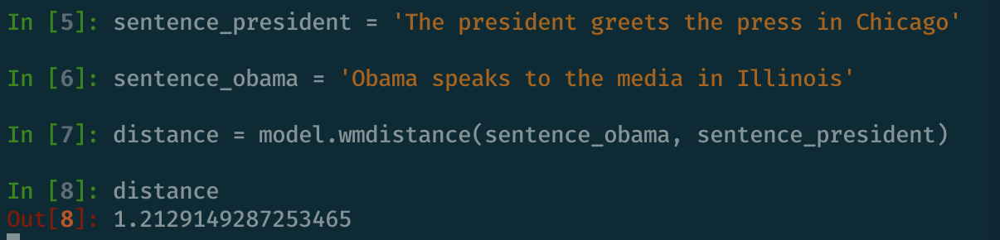 In [5]: sentence_president = 'The president greets the press in Chicago'
In [6]: sentence_obama = 'Obama speaks to the media in Illinois'
In [7]: distance = model.wmdistance(sentence_obama, sentence_president)
In [8]: distance
Out[8]: 1.2129149287253465